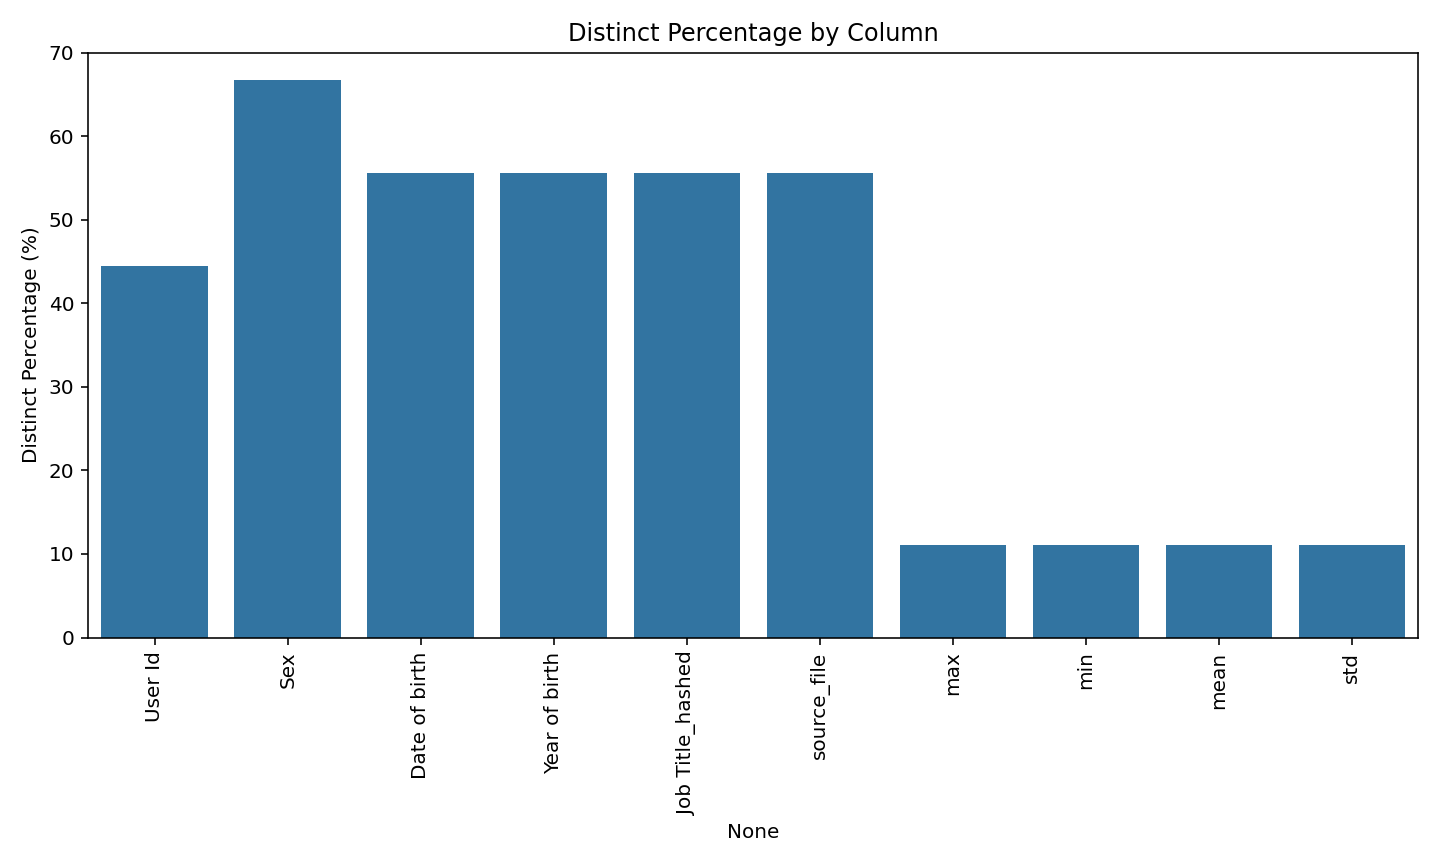 Distinct Percentage by Column
Distinct Percentage (%)
70
60
50
40
30
20
10
0
User Id
Sex
Date of birth
Year of birth
Job Title_hashed
source_file
max
min
mean
std
None